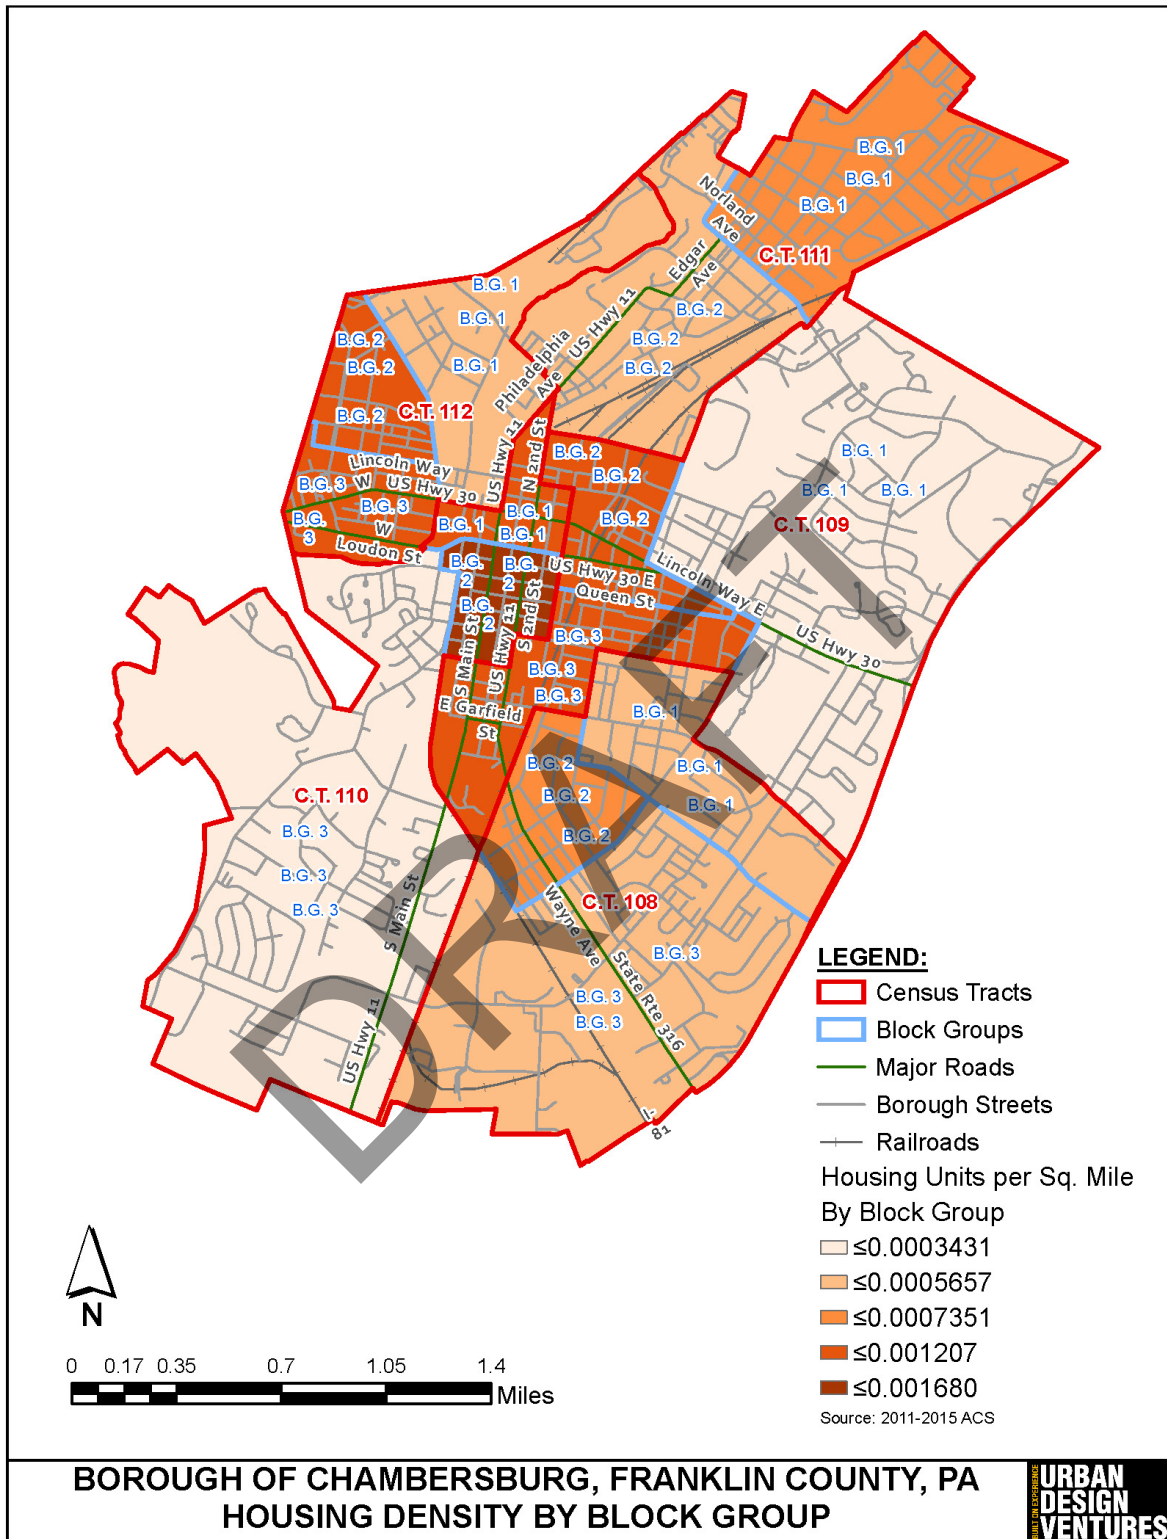 B.G. 1
B.G. 1
B.G. 1
Norland
Ave
C.T. 111
Edgar
Ave
B.G. 1
B.G. 1
B.G. 1
US Hwy 11
B.G. 2
B.G. 2
B.G. 2
Philadelphia
Ave
B.G. 2
B.G. 2
B.G. 2
C.T. 112
US Hwy 11
N 2nd St
Lincoln Way
W
US Hwy 30
B.G. 3
B.G. 3
B.G.
3
W
Loudon St
B.G. 2
B.G. 2
B.G. 2
B.G. 1
B.G. 1
B.G. 1
B.G. 1
B.G. 1
B.G. 1
C.T. 109
B.G.
2
B.G.
2
B.G.
2
US Hwy 30 E
Queen St
Lincoln Way E
US Hwy 30
S Main St
US Hwy 11
S 2nd St
B.G. 3
B.G. 3
B.G. 3
E Garfield
St
B.G. 1
B.G. 1
B.G. 1
B.G. 2
B.G. 2
B.G. 2
C.T. 110
B.G. 3
B.G. 3
B.G. 3
S Main St
US Hwy 11
C.T. 108
Wayne Ave
State Rte 316
B.G. 3
B.G. 3
B.G. 3
I-
81
DRAFT
LEGEND:
Census Tracts
Block Groups
Major Roads
Borough Streets
Railroads
Housing Units per Sq. Mile
By Block Group
≤0.0003431
≤0.0005657
≤0.0007351
≤0.001207
≤0.001680
Source: 2011-2015 ACS
N
0 0.17 0.35 0.7 1.05 1.4
Miles
BOROUGH OF CHAMBERSBURG, FRANKLIN COUNTY, PA
HOUSING DENSITY BY BLOCK GROUP
BUILT ON EXPERIENCE
URBAN
DESIGN
VENTURES